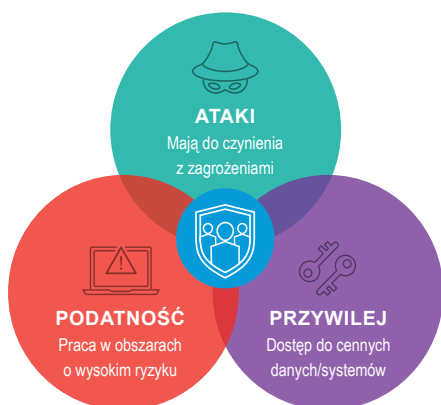 ATAKI
Mają do czynienia
z zagrożeniami
PODATNOŚĆ
Praca w obszarach
o wysokim ryzyku
PRZYWILEJ
Dostęp do cennych
danych/systemów